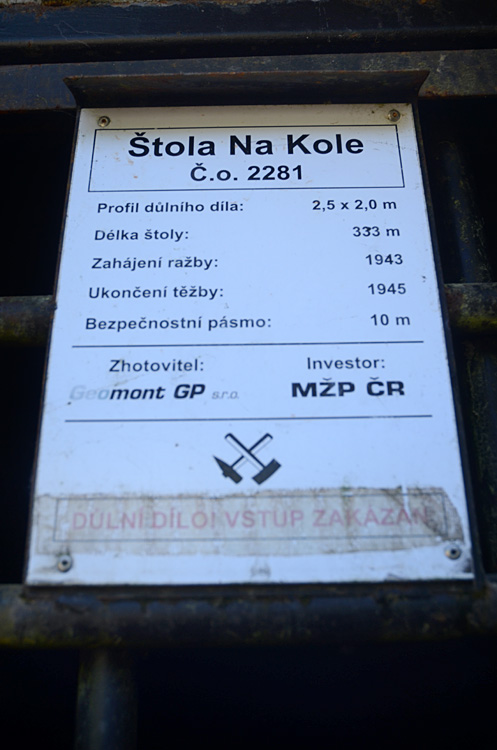 Štola Na Kole
Č.o. 2281
Profil důlního díla: 2,5 x 2,0 m
Délka štoly: 333 m
Zahájení ražby: 1943
Ukončení těžby: 1945
Bezpečnostní pásmo: 10 m
Zhotovitel: Investor:
Geomont GP s.r.o. MŽP ČR
DŮLNÍ DÍLO! VSTUP ZAKÁZÁN